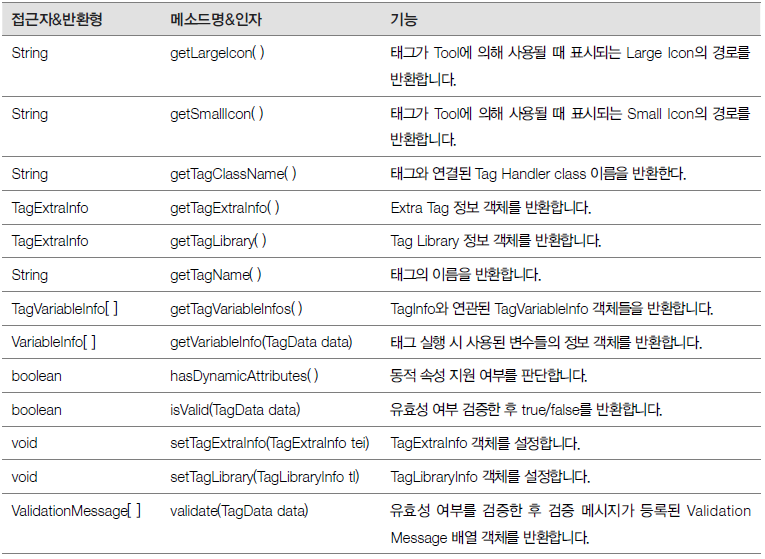 접근자&반환형 메소드명&인자 기능
String getLargeIcon( ) 태그가 Tool에 의해 사용될 때 표시되는 Large Icon의 경로를
반환합니다.
String getSmallIcon( ) 태그가 Tool에 의해 사용될 때 표시되는 Small Icon의 경로를
반환합니다.
String getTagClassName( ) 태그와 연결된 Tag Handler class 이름을 반환한다.
TagExtraInfo getTagExtraInfo( ) Extra Tag 정보 객체를 반환합니다.
TagExtraInfo getTagLibrary( ) Tag Library 정보 객체를 반환합니다.
String getTagName( ) 태그의 이름을 반환합니다.
TagVariableInfo[ ] getTagVariableInfos( ) TagInfo와 연관된 TagVariableInfo 객체들을 반환합니다.
VariableInfo[ ] getVariableInfo(TagData data) 태그 실행 시 사용된 변수들의 정보 객체를 반환합니다.
boolean hasDynamicAttributes( ) 동적 속성 지원 여부를 판단합니다.
boolean isValid(TagData data) 유효성 여부 검증한 후 true/false를 반환합니다.
void setTagExtraInfo(TagExtraInfo tei) TagExtraInfo 객체를 설정합니다.
void setTagLibrary(TagLibraryInfo tl) TagLibraryInfo 객체를 설정합니다.
ValidationMessage[ ] validate(TagData data) 유효성 여부를 검증한 후 검증 메시지가 등록된 Validation
Message 배열 객체를 반환합니다.